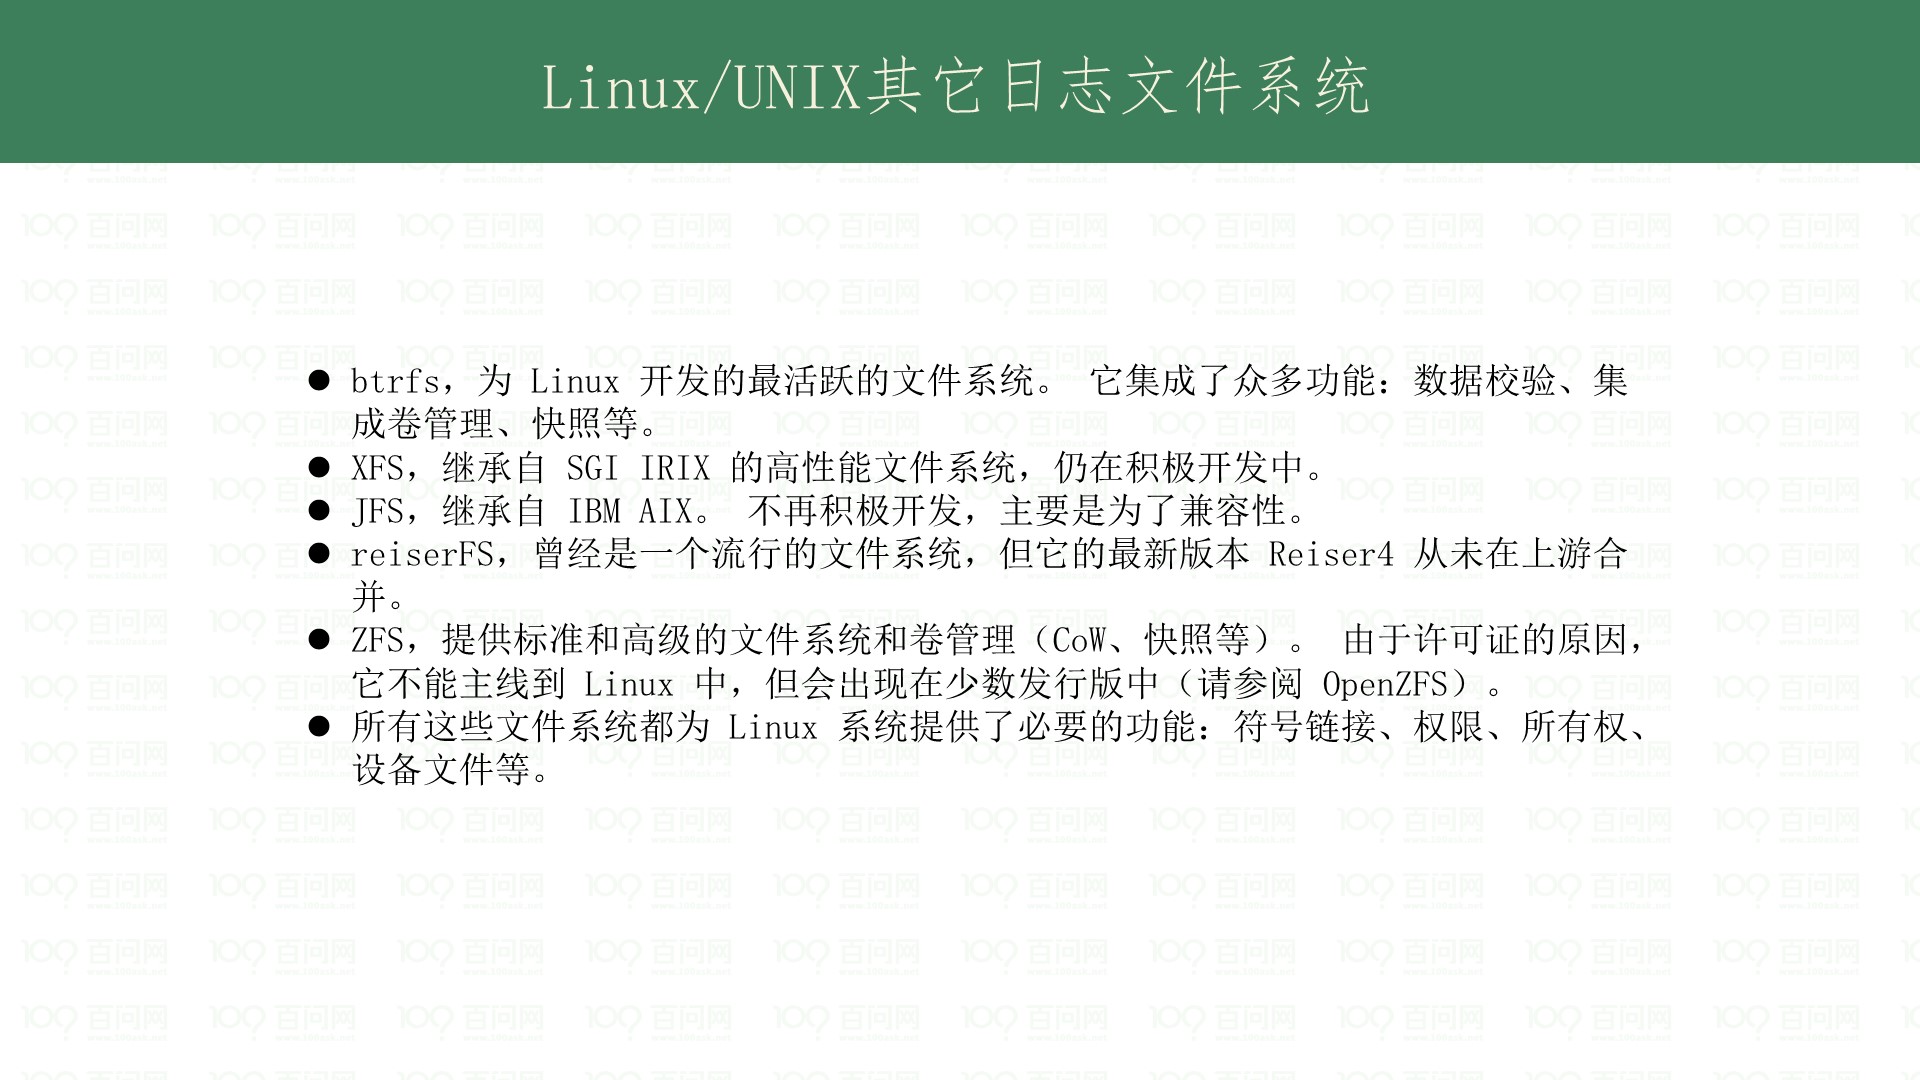 Linux/UNIX其它日志文件系统
● btrfs，为 Linux 开发的最活跃的文件系统。 它集成了众多功能：数据校验、集
成卷管理、快照等。
● XFS，继承自 SGI IRIX 的高性能文件系统，仍在积极开发中。
● JFS，继承自 IBM AIX。 不再积极开发，主要是为了兼容性。
● reiserFS，曾经是一个流行的文件系统，但它的最新版本 Reiser4 从未在上游合
并。
● ZFS，提供标准和高级的文件系统和卷管理（CoW、快照等）。 由于许可证的原因，
它不能主线到 Linux 中，但会出现在少数发行版中（请参阅 OpenZFS）。
● 所有这些文件系统都为 Linux 系统提供了必要的功能：符号链接、权限、所有权、
设备文件等。